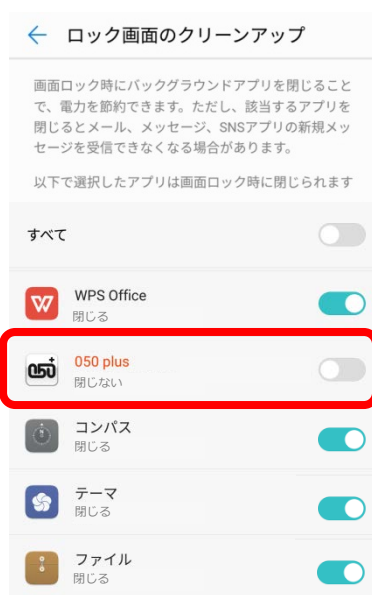 ← ロック画面のクリーンアップ
画面ロック時にバックグラウンドアプリを閉じること
で、電力を節約できます。ただし、該当するアプリを
閉じるとメール、メッセージ、SNSアプリの新規メッ
セージを受信できなくなる場合があります。
以下で選択したアプリは画面ロック時に閉じられます
すべて
WPS Office
閉じる
050 plus
閉じない
コンパス
閉じる
テーマ
閉じる
ファイル
閉じる